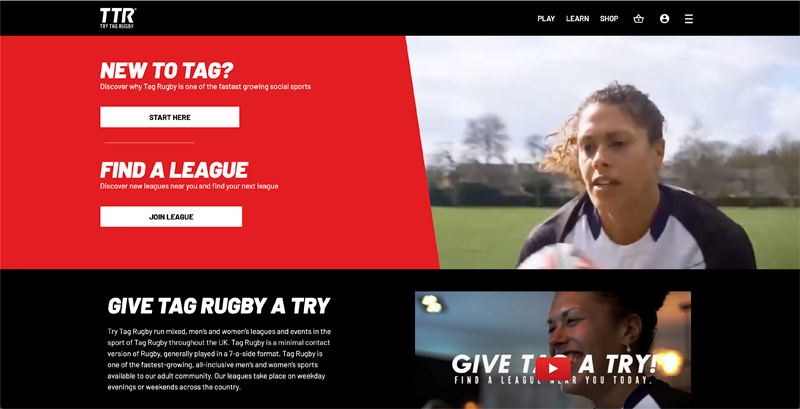 TTR
TRY TAG RUGBY
PLAY LEARN SHOP
NEW TO TAG?
Discover why Tag Rugby is one of the fastest growing social sports
START HERE
FIND A LEAGUE
Discover new leagues near you and find your next league
JOIN LEAGUE
GIVE TAG RUGBY A TRY
Try Tag Rugby run mixed, men's and women's leagues and events in the
sport of Tag Rugby throughout the UK. Tag Rugby is a minimal contact
version of Rugby, generally played in a 7-a-side format. Tag Rugby is
one of the fastest-growing, all-inclusive men's and women's sports
available to our adult community. Our leagues take place on weekday
evenings or weekends across the country.
GIVE TAG A TRY!
FIND A LEAGUE NEAR YOU TODAY.